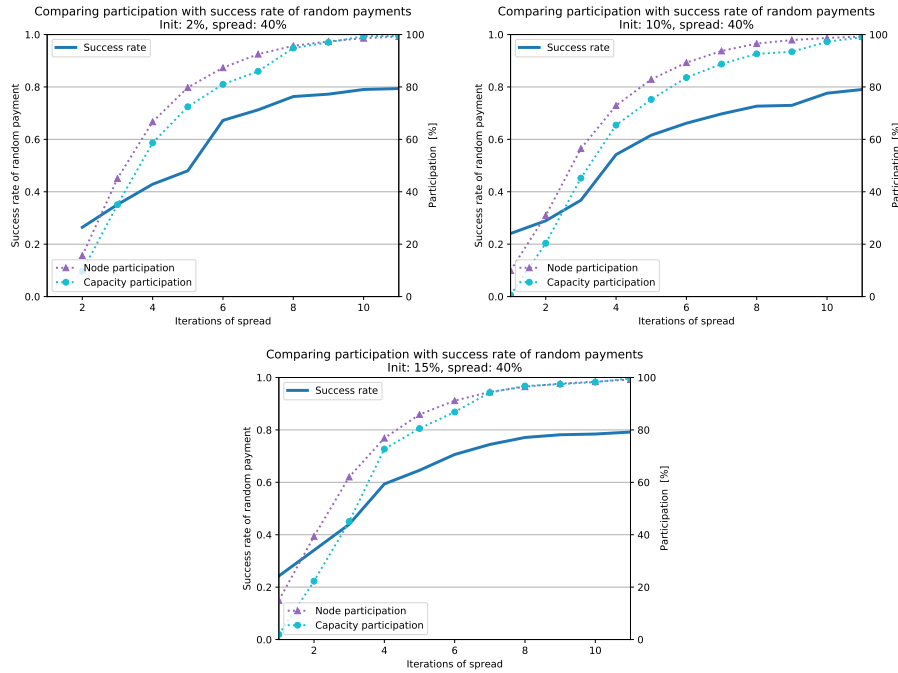 Comparing participation with success rate of random payments
Init: 2%, spread: 40%
1.0
0.8
0.6
0.4
0.2
0.0
Success rate of random payment
Success rate
Node participation
Capacity participation
100
80
60
40
20
0
Participation [%]
2 4 6 8 10
Iterations of spread
Comparing participation with success rate of random payments
Init: 10%, spread: 40%
1.0
0.8
0.6
0.4
0.2
0.0
Success rate of random payment
Success rate
Node participation
Capacity participation
100
80
60
40
20
0
Participation [%]
2 4 6 8 10
Iterations of spread
Comparing participation with success rate of random payments
Init: 15%, spread: 40%
1.0
0.8
0.6
0.4
0.2
0.0
Success rate of random payment
Success rate
Node participation
Capacity participation
100
80
60
40
20
0
Participation [%]
2 4 6 8 10
Iterations of spread